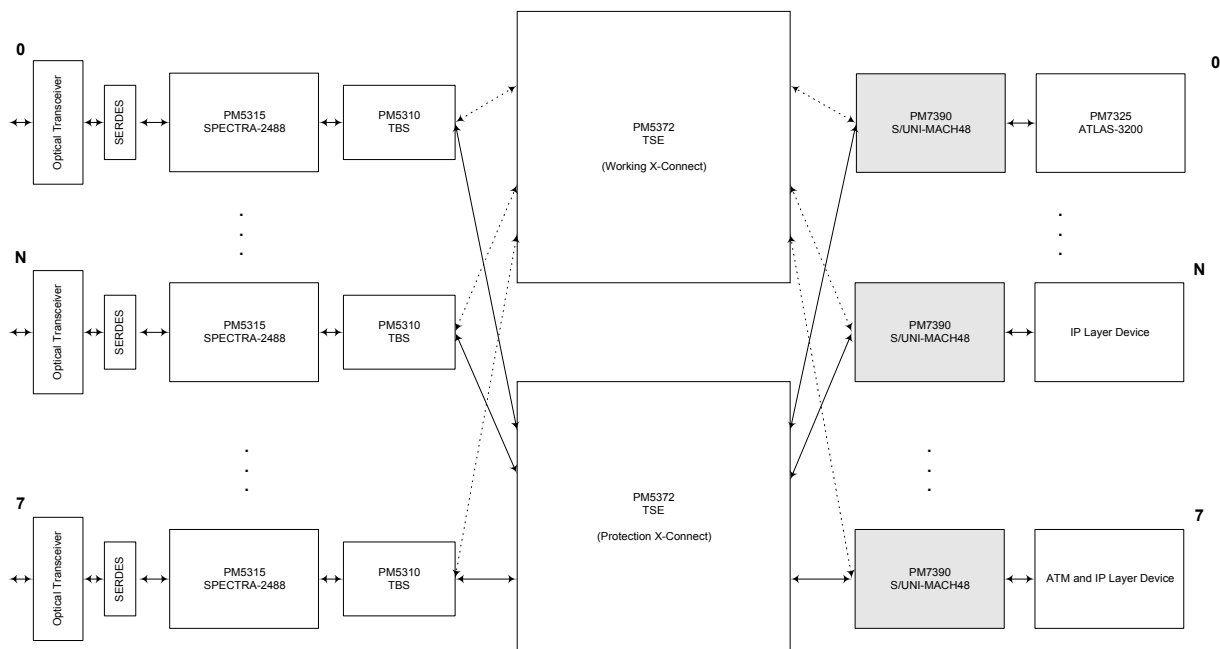 0
Optical Transceiver
SERDES
PM5315
SPECTRA-2488
PM5310
TBS
PM5372
TSE
(Working X-Connect)
PM7390
S/UNI-MACH48
PM7325
ATLAS-3200
0
N
Optical Transceiver
SERDES
PM5315
SPECTRA-2488
PM5310
TBS
PM7390
S/UNI-MACH48
IP Layer Device
N
7
Optical Transceiver
SERDES
PM5315
SPECTRA-2488
PM5310
TBS
PM5372
TSE
(Protection X-Connect)
PM7390
S/UNI-MACH48
ATM and IP Layer Device
7